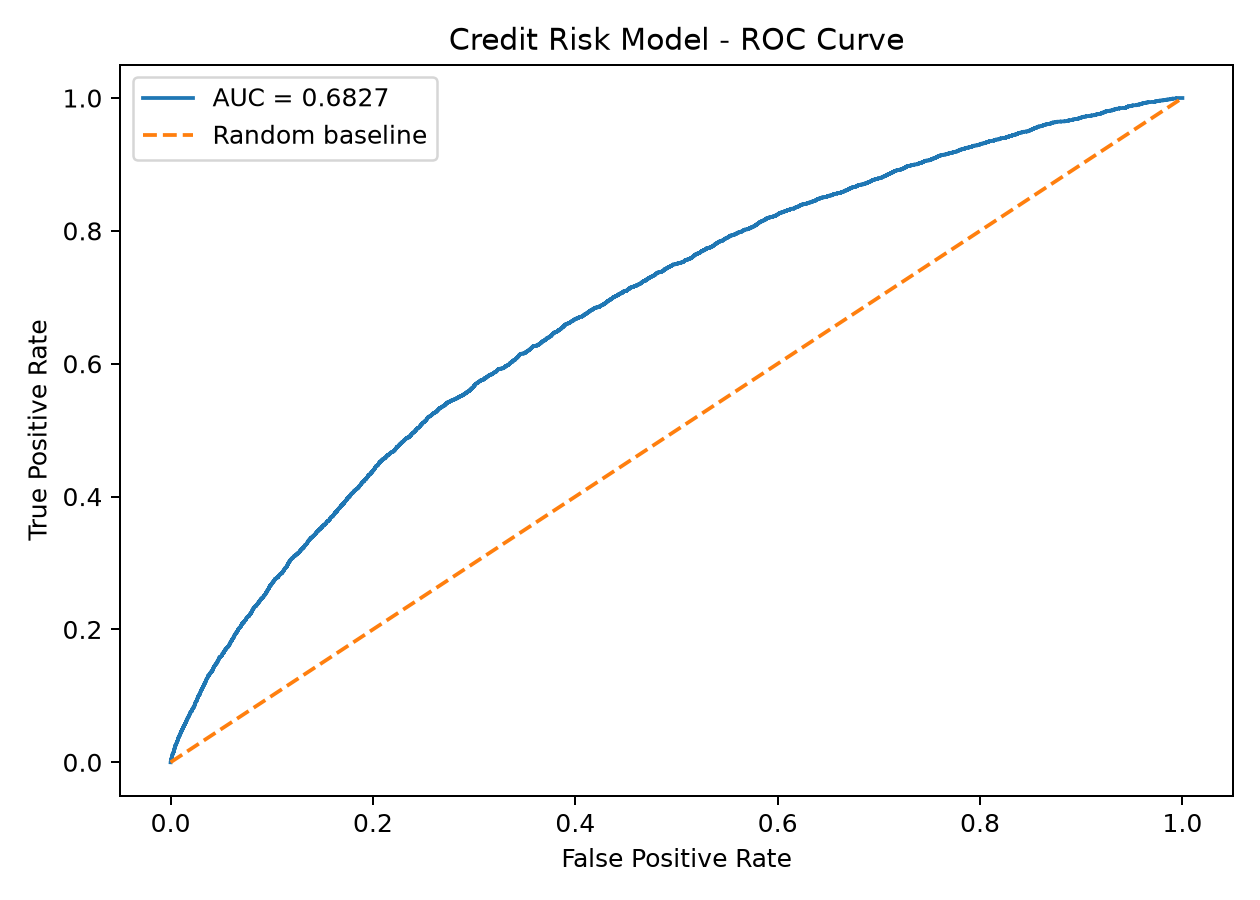 Credit Risk Model - ROC Curve
AUC = 0.6827
Random baseline
True Positive Rate
1.0
0.8
0.6
0.4
0.2
0.0
0.0 0.2 0.4 0.6 0.8 1.0
False Positive Rate